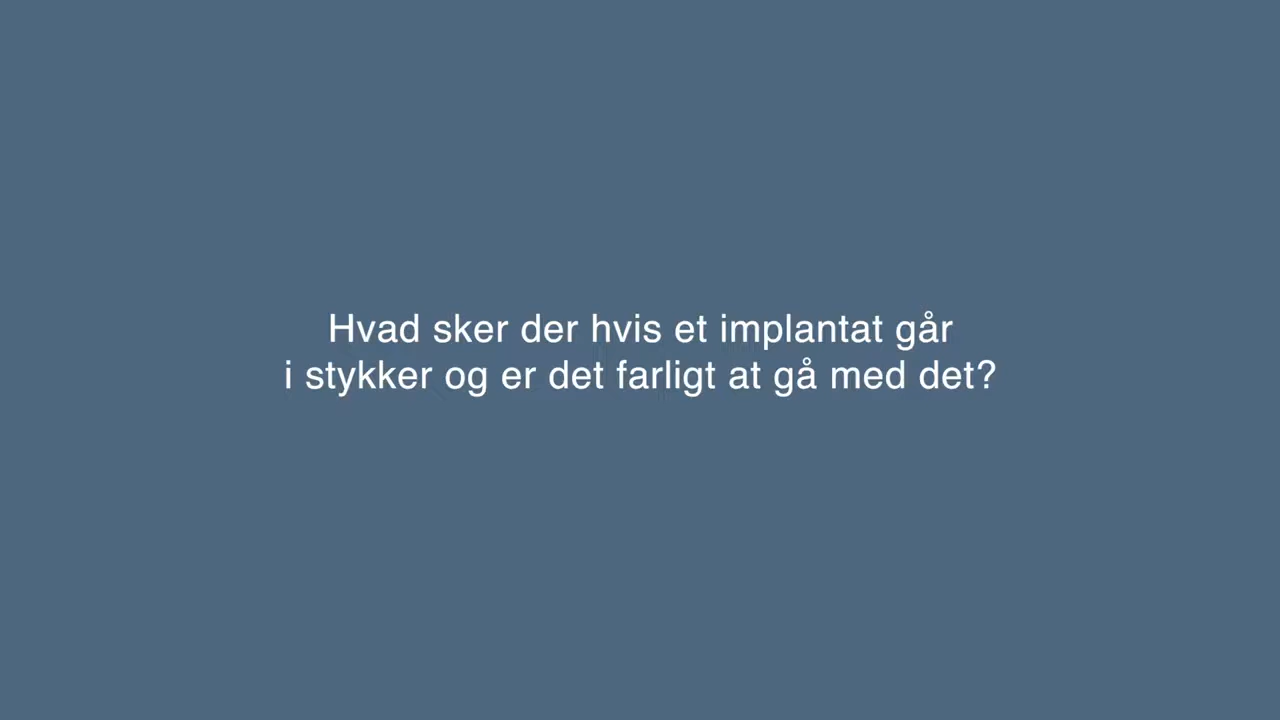 Hvad sker der hvis et implantat går
i stykker og er det farligt at gå med det?